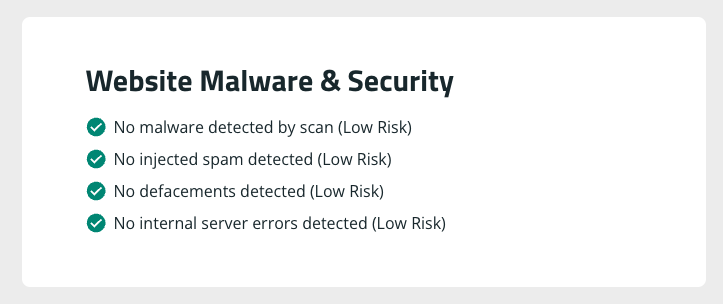 Website Malware & Security
No malware detected by scan (Low Risk)
No injected spam detected (Low Risk)
No defacements detected (Low Risk)
No internal server errors detected (Low Risk)